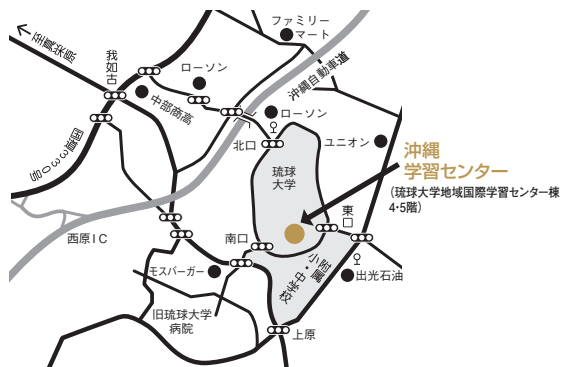 ファミリー
マート
至真栄原
我如古
ローソン
沖縄自動車道
中部商高
ローソン
国道330号
北口
ユニオン
琉球
大学
沖縄
学習センター
（琉球大学地域国際学習センター棟
4・5階）
東口
西原IC
南口
附属
小・中学校
モスバーガー
出光石油
旧琉球大学
病院
上原